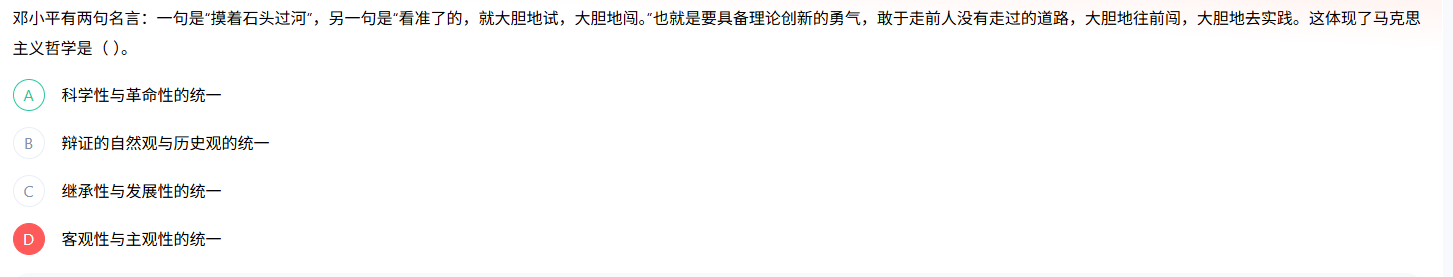 邓小平有两句名言：一句是“摸着石头过河”，另一句是“看准了的，就大胆地试，大胆地闯。”也就是要具备理论创新的勇气，敢于走前人没有走过的道路，大胆地往前闯，大胆地去实践。这体现了马克思
主义哲学是（ ）。
A 科学性与革命性的统一
B 辩证的自然观与历史观的统一
C 继承性与发展性的统一
D 客观性与主观性的统一